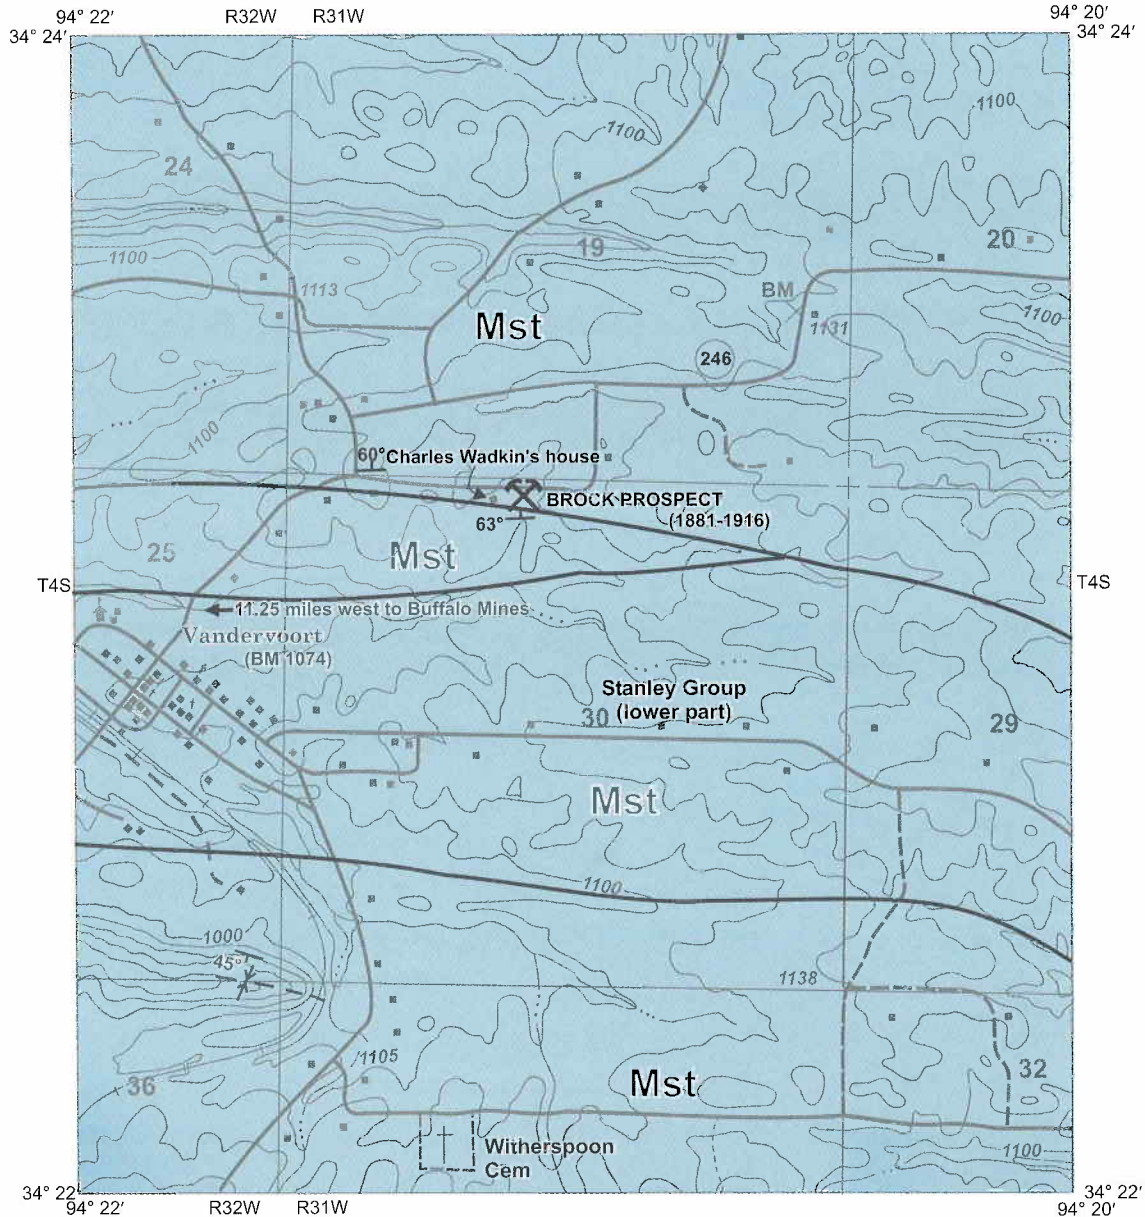 94° 22′ R32W R31W 94° 20′
34° 24′ 34° 24′
1100
1100
24
19
20
1100
1113
BM
1131
1100
Mst
246
1100
60° Charles Wadkin's house
BROCK PROSPECT
(1881-1916)
63°
25
Mst
T4S T4S
11.25 miles west to Buffalo Mines
Vandervoort
(BM 1074)
Stanley Group
(lower part)
30
29
Mst
1100
1000
45°
1138
1105
36
Mst
32
Witherspoon
Cem
1100
34° 22′ 34° 22′
94° 22′ R32W R31W 94° 20′